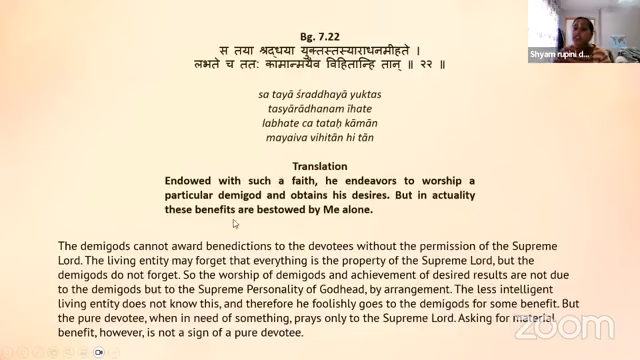 Bg. 7.22
स तया श्रद्धया युक्तस्तस्याराधनमीहते ।
लभते च तत: कामान्मयैव विहितान्हि तान् ॥ २२ ॥
sa tayā śraddhayā yuktas
tasyārādhanam īhate
labhate ca tataḥ kāmān
mayaiva vihitān hi tān
Translation
Endowed with such a faith, he endeavors to worship a
particular demigod and obtains his desires. But in actuality
these benefits are bestowed by Me alone.
The demigods cannot award benedictions to the devotees without the permission of the Supreme
Lord. The living entity may forget that everything is the property of the Supreme Lord, but the
demigods do not forget. So the worship of demigods and achievement of desired results are not due
to the demigods but to the Supreme Personality of Godhead, by arrangement. The less intelligent
living entity does not know this, and therefore he foolishly goes to the demigods for some benefit. But
the pure devotee, when in need of something, prays only to the Supreme Lord. Asking for material
benefit, however, is not a sign of a pure devotee.
Shyam rupini d...
zoom